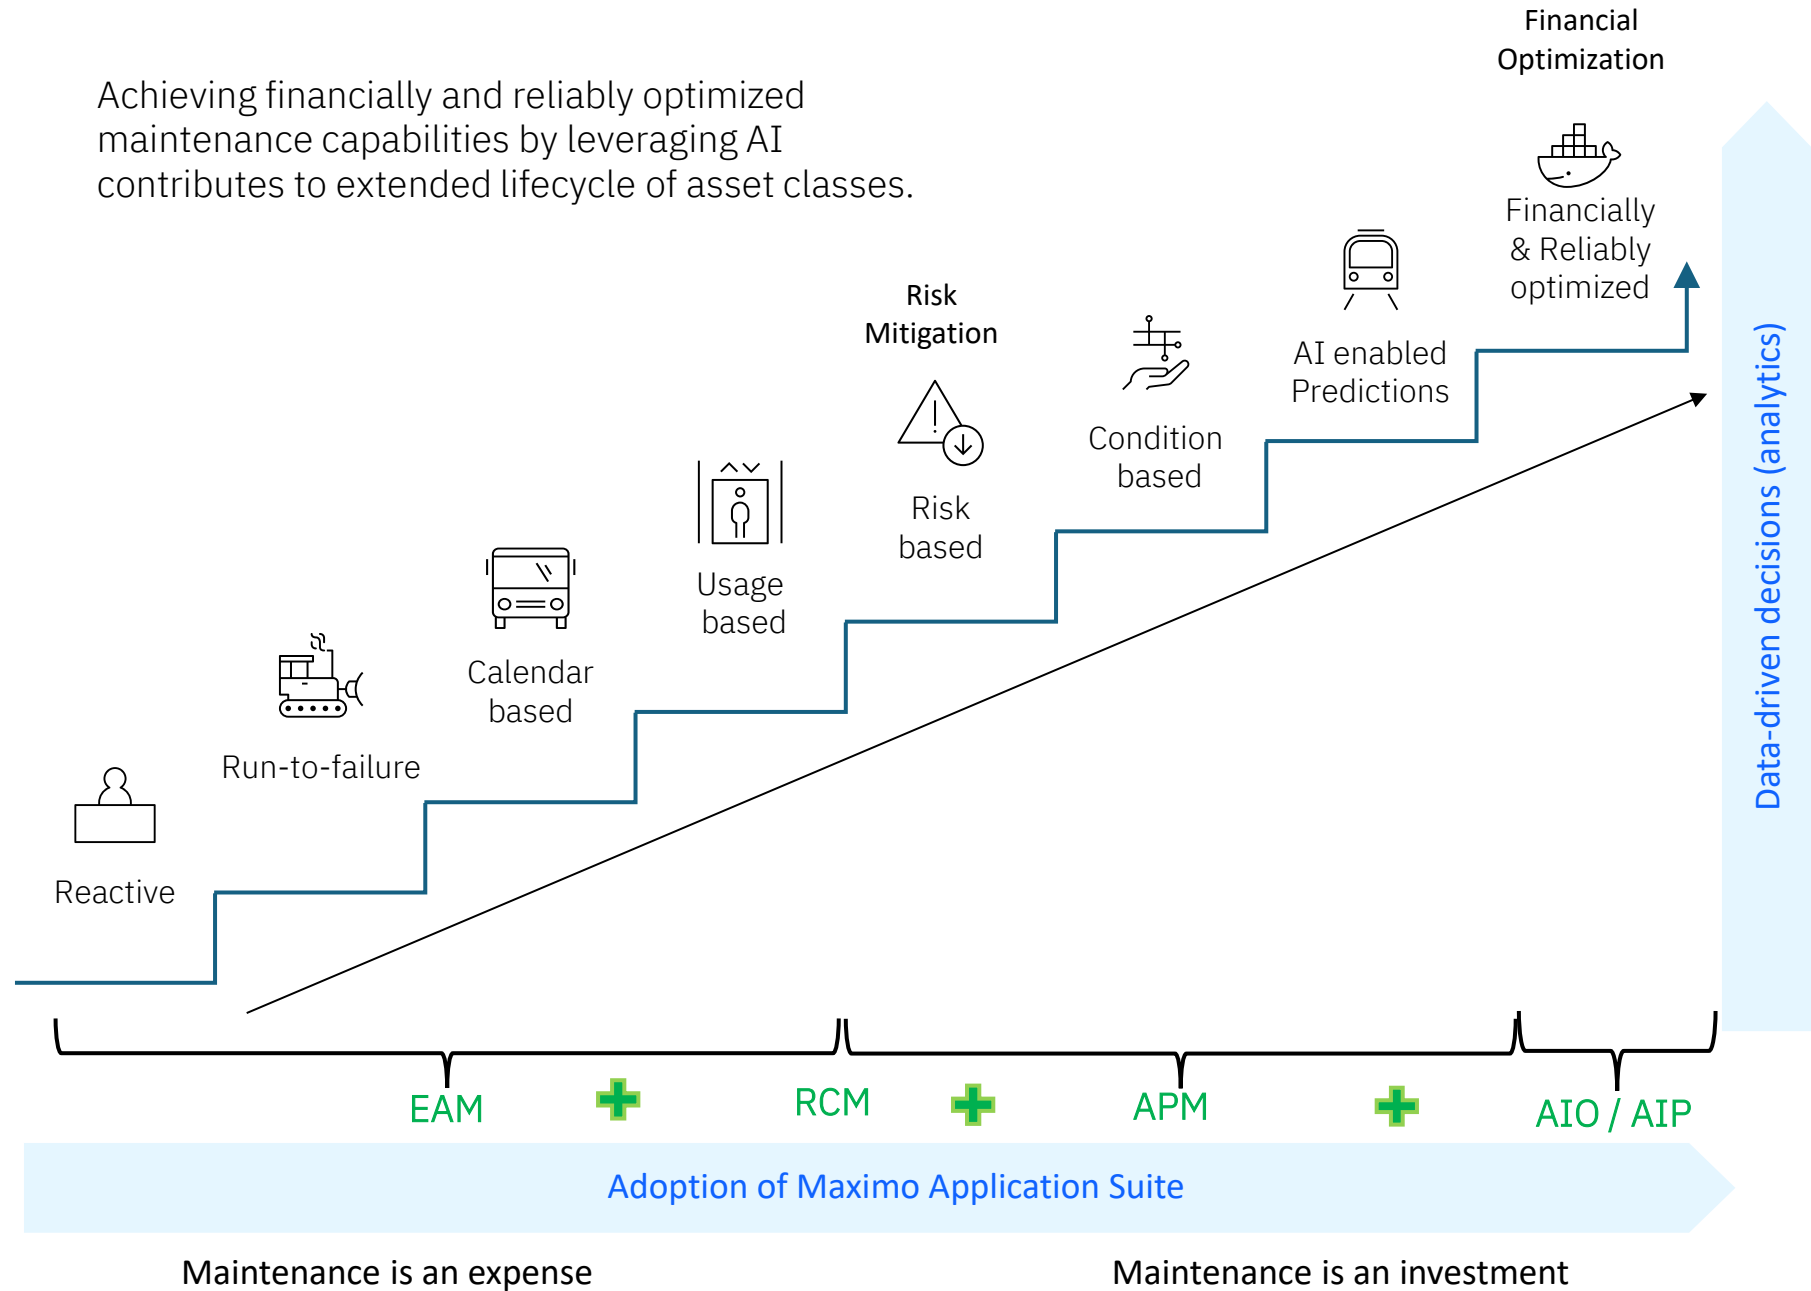 Financial
Optimization
Achieving financially and reliably optimized
maintenance capabilities by leveraging AI
contributes to extended lifecycle of asset classes.
Financially
& Reliably
optimized
Risk
Mitigation
AI enabled
Predictions
Condition
based
Risk
based
Usage
based
Calendar
based
Run-to-failure
Reactive
Data-driven decisions (analytics)
EAM
RCM
APM
AIO / AIP
Adoption of Maximo Application Suite
Maintenance is an expense
Maintenance is an investment